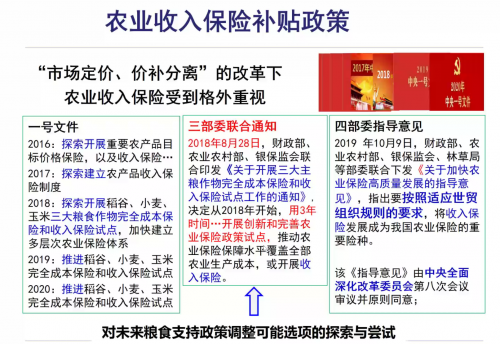 农业收入保险补贴政策
“市场定价、价补分离”的改革下
农业收入保险受到格外重视
2017年中
2018
2019
中央一号文件
2020年
中央一号文件
一号文件
2016：探索开展重要农产品目
标价格保险，以及收入保险…
2017：探索建立农产品收入保
险制度
2018：探索开展稻谷、小麦、
玉米三大粮食作物完全成本保
险和收入保险试点，加快建立
多层次农业保险体系
2019：推进稻谷、小麦、玉米
完全成本保险和收入保险试点
2020：推进稻谷、小麦、玉米
完全成本保险和收入保险试点
三部委联合通知
2018年8月28日，财政部、
农业农村部、银保监会联
合印发《关于开展三大主
粮作物完全成本保险和收
入保险试点工作的通知》，
决定从2018年开始，用3年
时间…开展创新和完善农
业保险政策试点，推动农
业保险保障水平覆盖全部
农业生产成本，或开展收
入保险。
四部委指导意见
2019 年10月9日，财政部、农
业农村部、银保监会、林草局
等部门联合下发《关于加快农
业保险高质量发展的指导意
见》，指出要按照适应世贸
组织规则的要求，将收入保
险发展成为我国农业保险的重
要险种。
该《指导意见》由中央全面
深化改革委员会第八次会议
审议并原则同意；
对未来粮食支持政策调整可能选项的探索与尝试